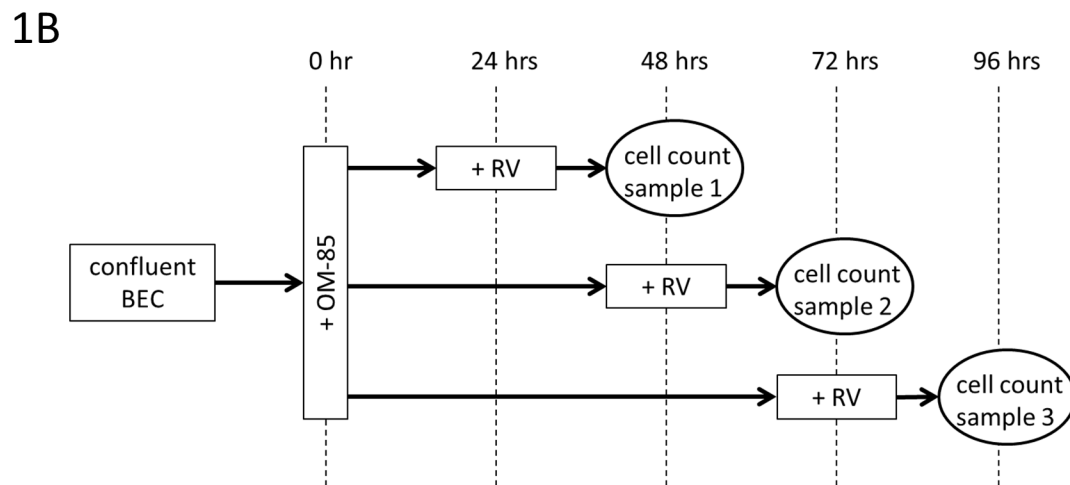 1B
0 hr 24 hrs 48 hrs 72 hrs 96 hrs
+ RV
cell count
sample 1
confluent
BEC
+ OM-85
+ RV
cell count
sample 2
+ RV
cell count
sample 3